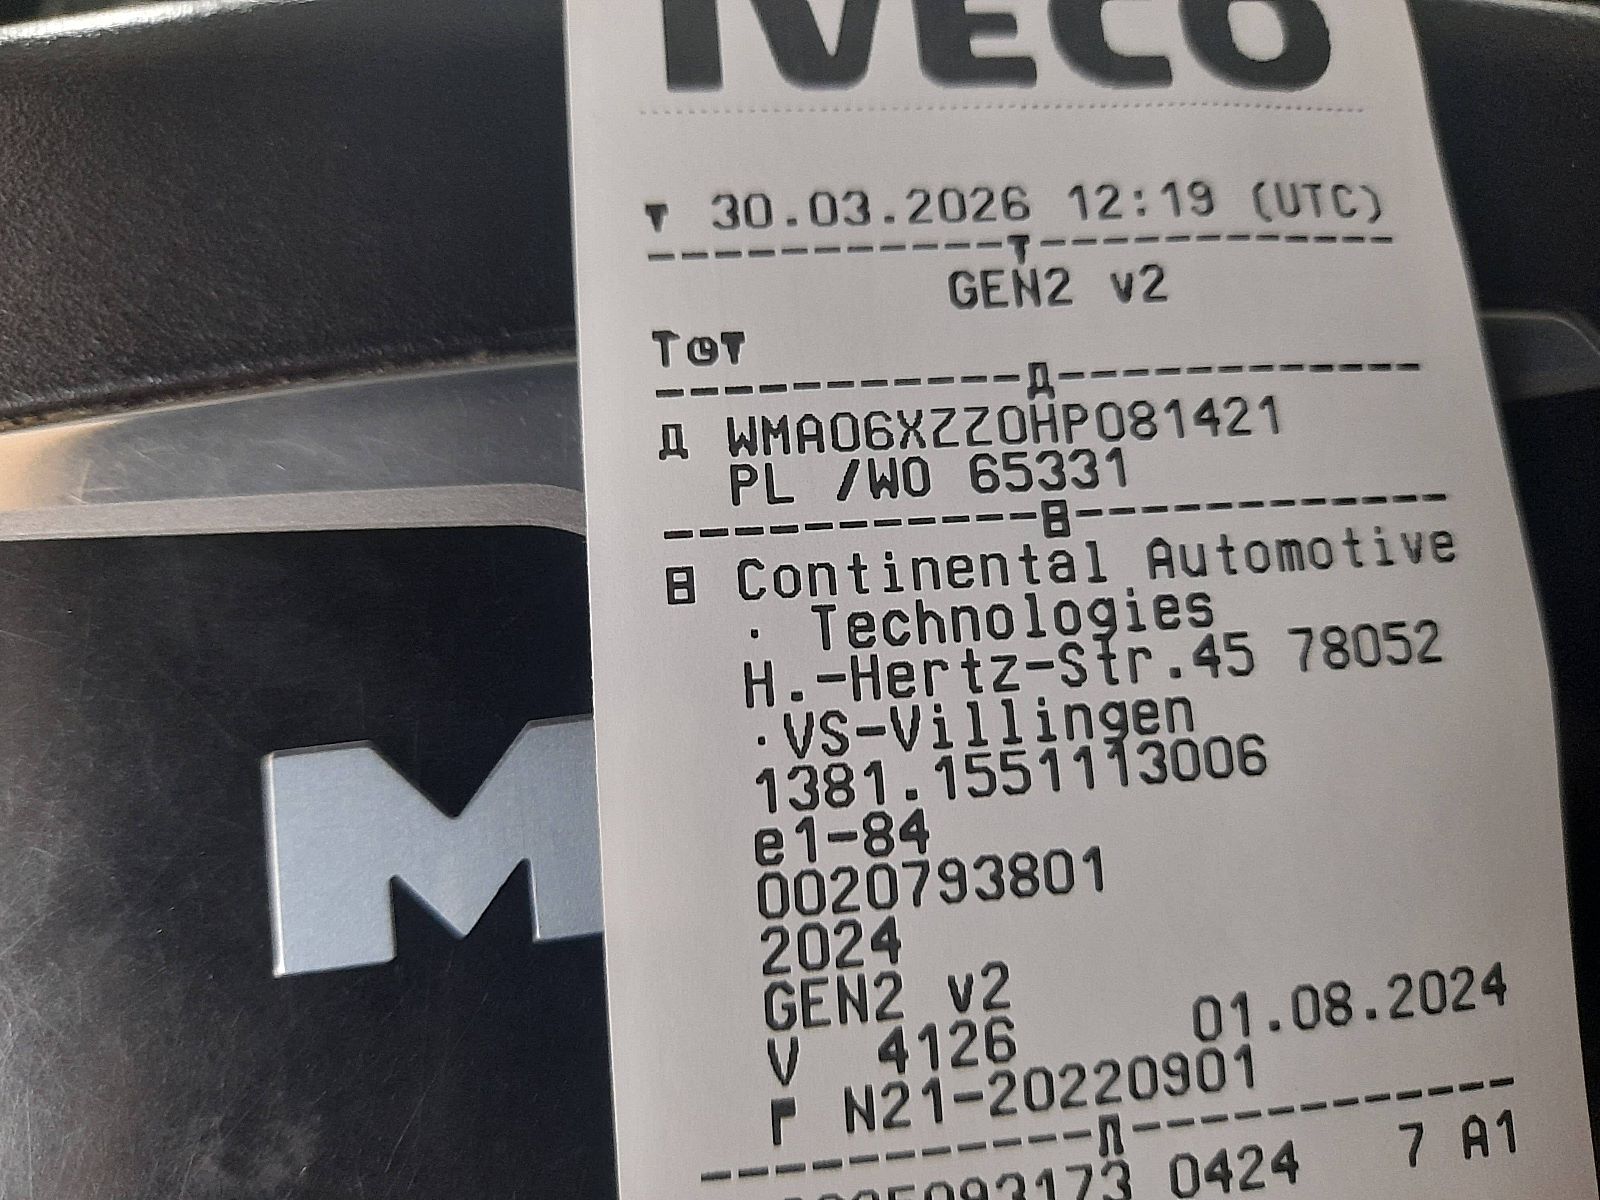 IVECO
30.03.2026 12:19 (UTC)
GEN2 v2
WMA06XZZ0HP081421
PL /WO 65331
Continental Automotive
. Technologies
H.-Hertz-Str.45 78052
.VS-Villingen
1381.1551113006
e1-84
0020793801
2024
GEN2 v2
V 4126 01.08.2024
N21-20220901
0424 7 A1
M